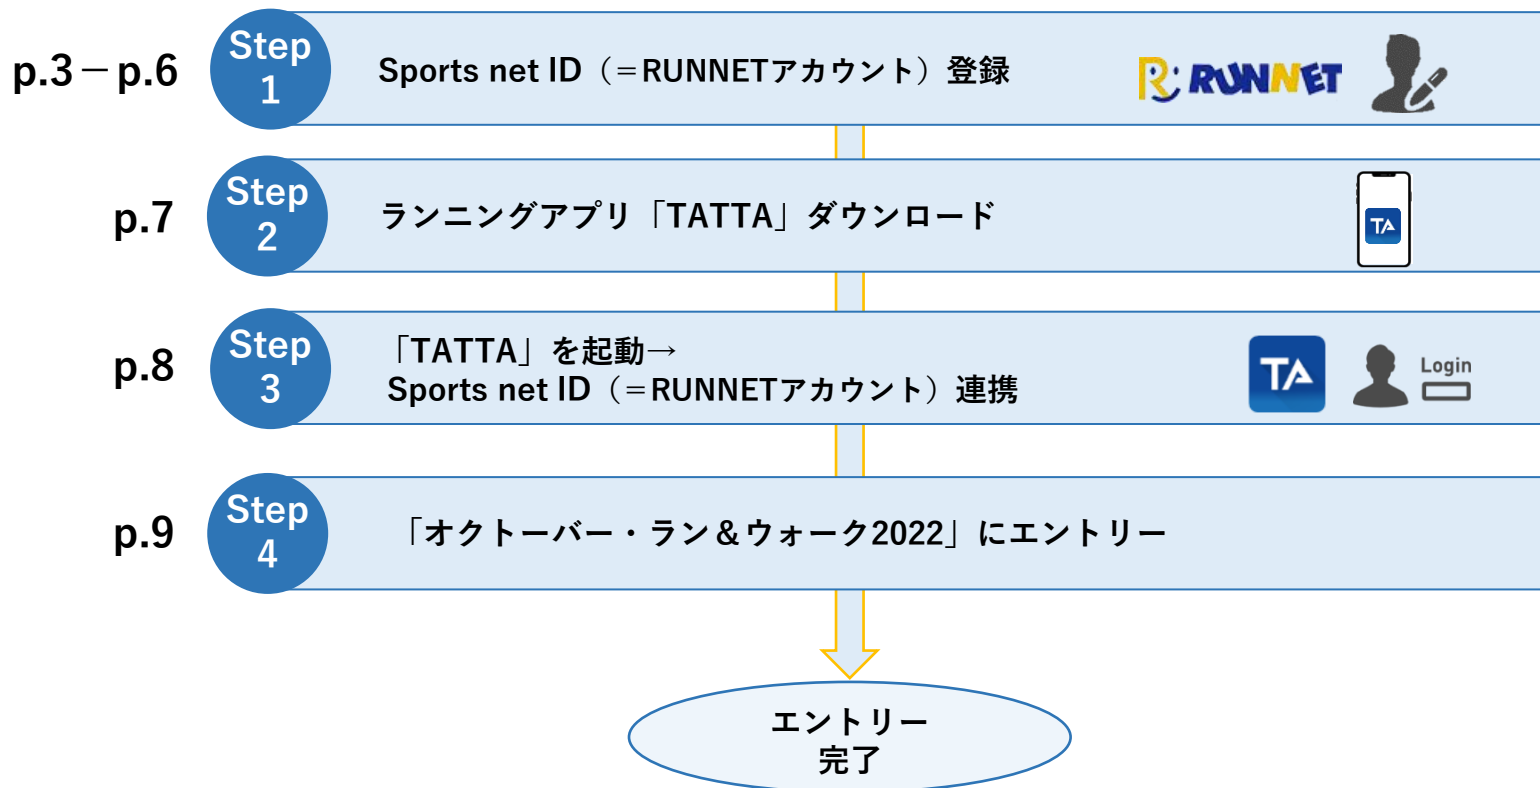 p.3－p.6
Step
1
Sports net ID（＝RUNNETアカウント）登録
R: RUNNET
p.7
Step
2
ランニングアプリ「TATTA」ダウンロード
TA
p.8
Step
3
「TATTA」を起動→
Sports net ID（＝RUNNETアカウント）連携
TA
Login
p.9
Step
4
「オクトーバー・ラン＆ウォーク2022」にエントリー
エントリー
完了